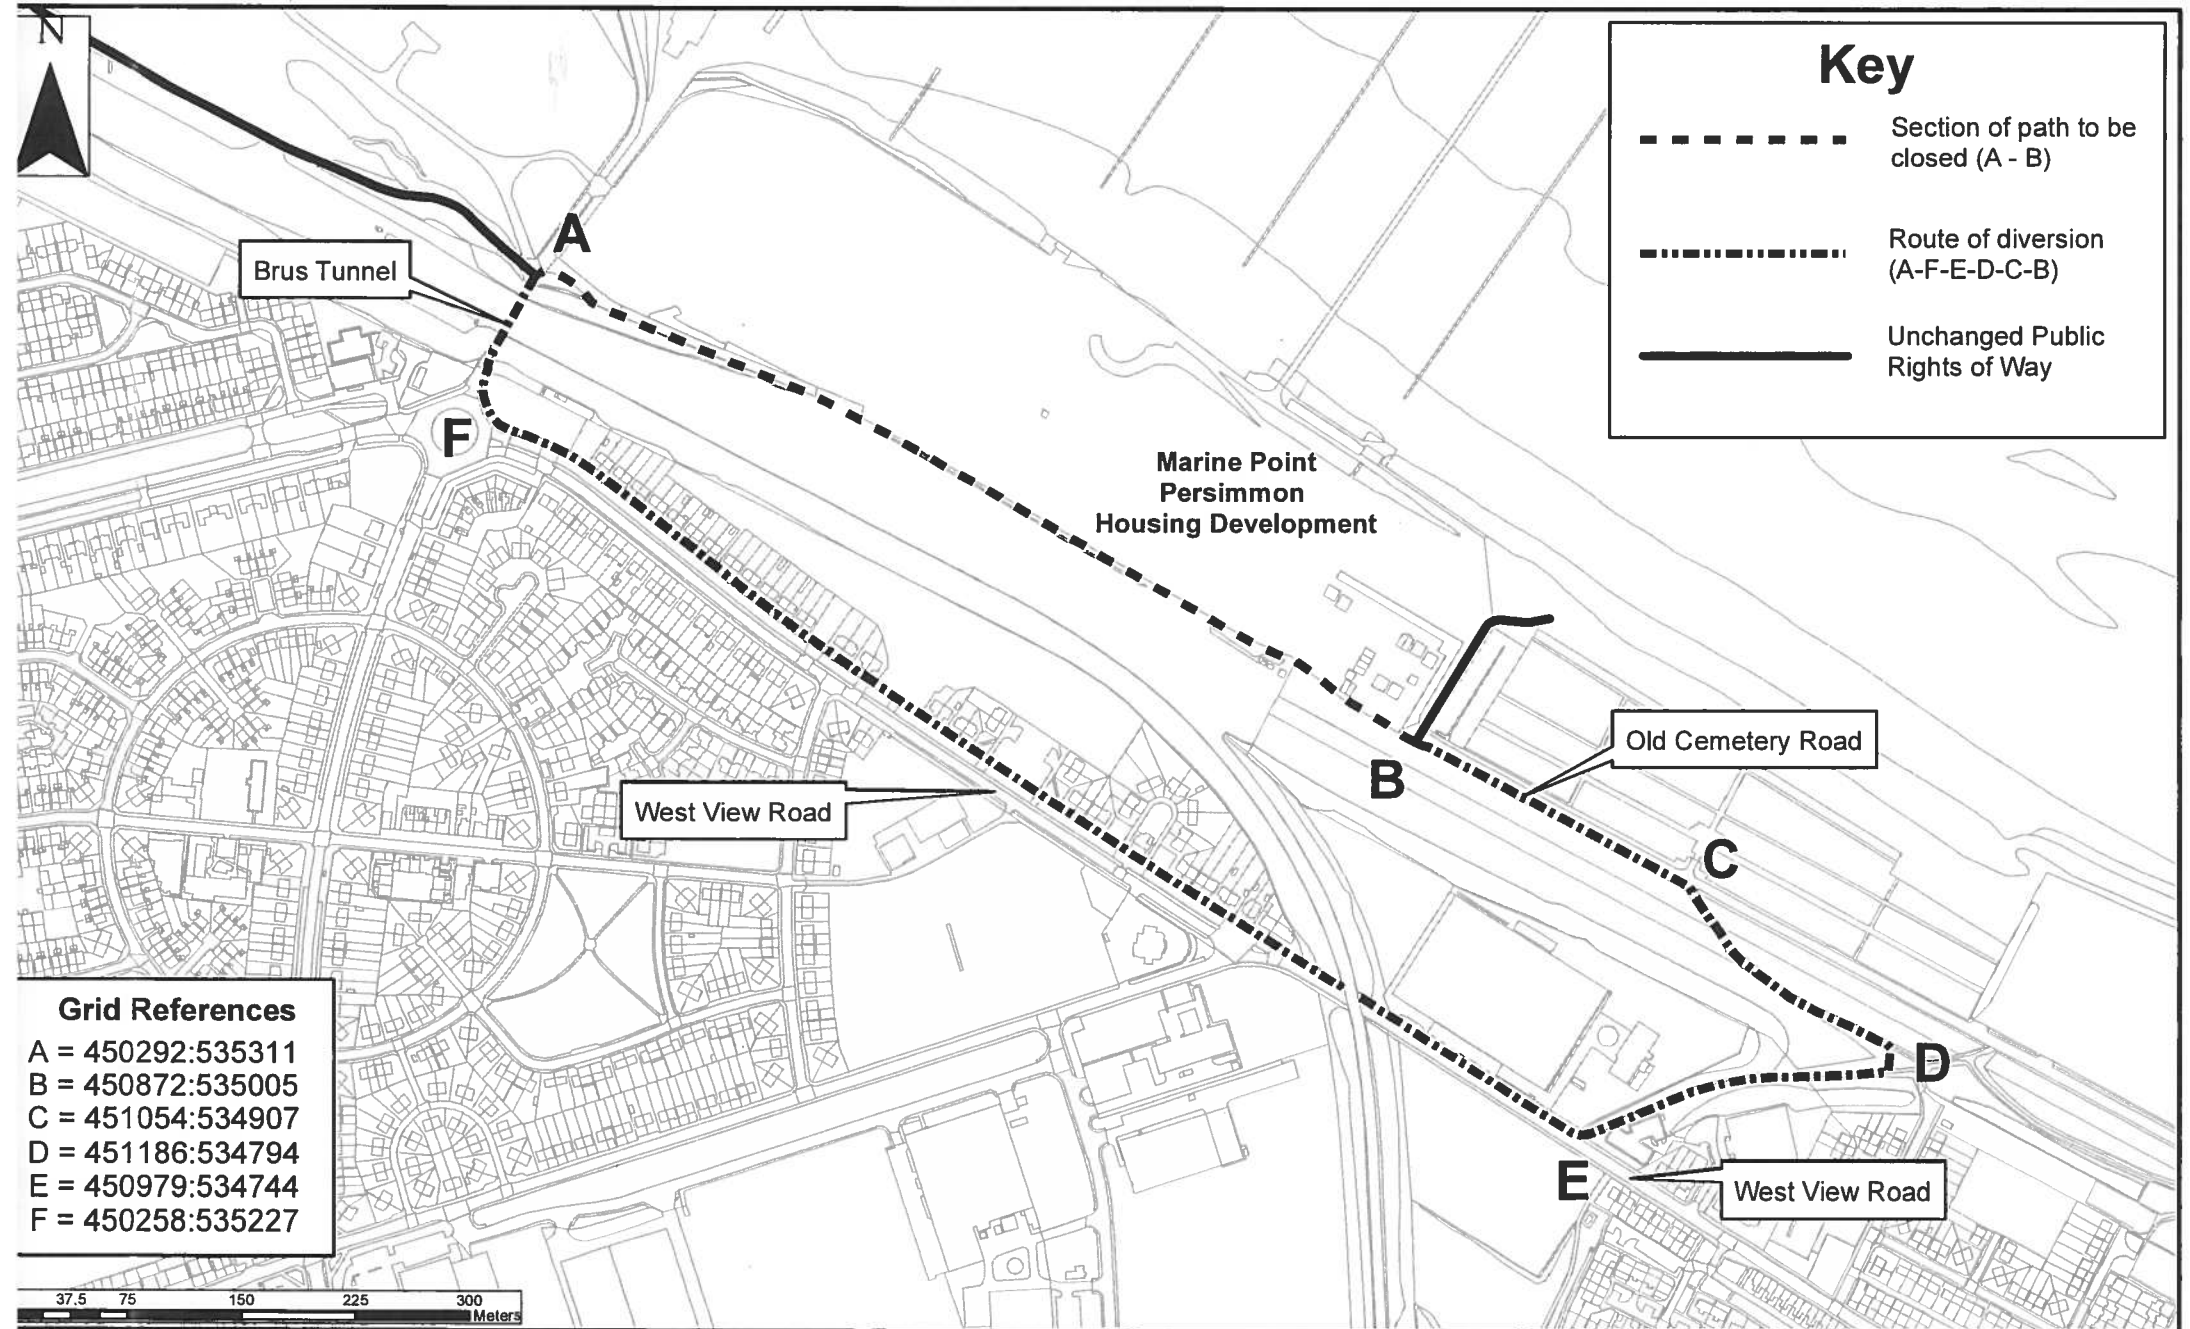 N
Key
Section of path to be
closed (A - B)
Route of diversion
(A-F-E-D-C-B)
Unchanged Public
Rights of Way
A
Brus Tunnel
F
Marine Point
Persimmon
Housing Development
Old Cemetery Road
B
West View Road
C
D
E
West View Road
Grid References
A = 450292:535311
B = 450872:535005
C = 451054:534907
D = 451186:534794
E = 450979:534744
F = 450258:535227
37.5 75 150 225 300
Meters